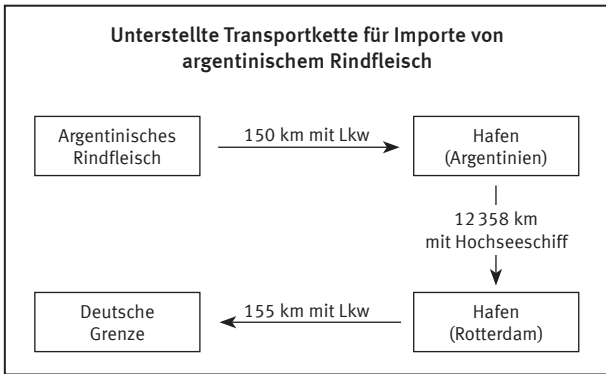 Unterstellte Transportkette für Importe von
argentinischem Rindfleisch
Argentinisches
Rindfleisch
150 km mit Lkw
Hafen
(Argentinien)
12 358 km
mit Hochseeschiff
Deutsche
Grenze
155 km mit Lkw
Hafen
(Rotterdam)